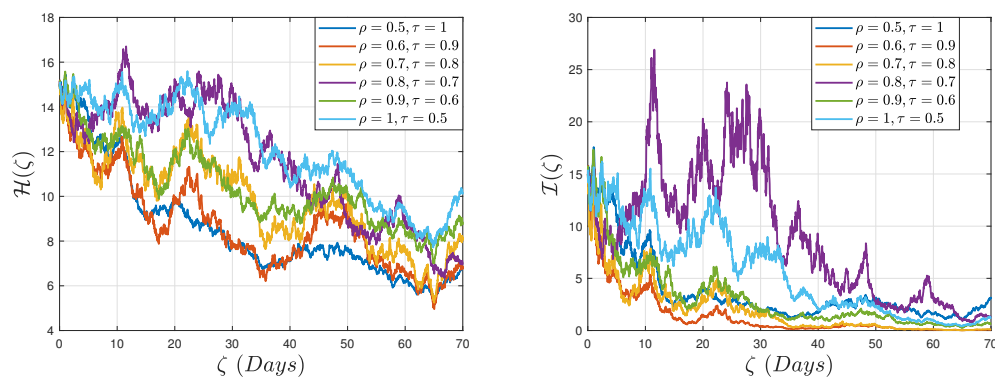 18
16
14
12
10
8
6
4
0 10 20 30 40 50 60 70
ℋ(ζ)
ζ (Days)
ρ = 0.5, τ = 1
ρ = 0.6, τ = 0.9
ρ = 0.7, τ = 0.8
ρ = 0.8, τ = 0.7
ρ = 0.9, τ = 0.6
ρ = 1, τ = 0.5
30
25
20
15
10
5
0
0 10 20 30 40 50 60 70
ℐ(ζ)
ζ (Days)
ρ = 0.5, τ = 1
ρ = 0.6, τ = 0.9
ρ = 0.7, τ = 0.8
ρ = 0.8, τ = 0.7
ρ = 0.9, τ = 0.6
ρ = 1, τ = 0.5